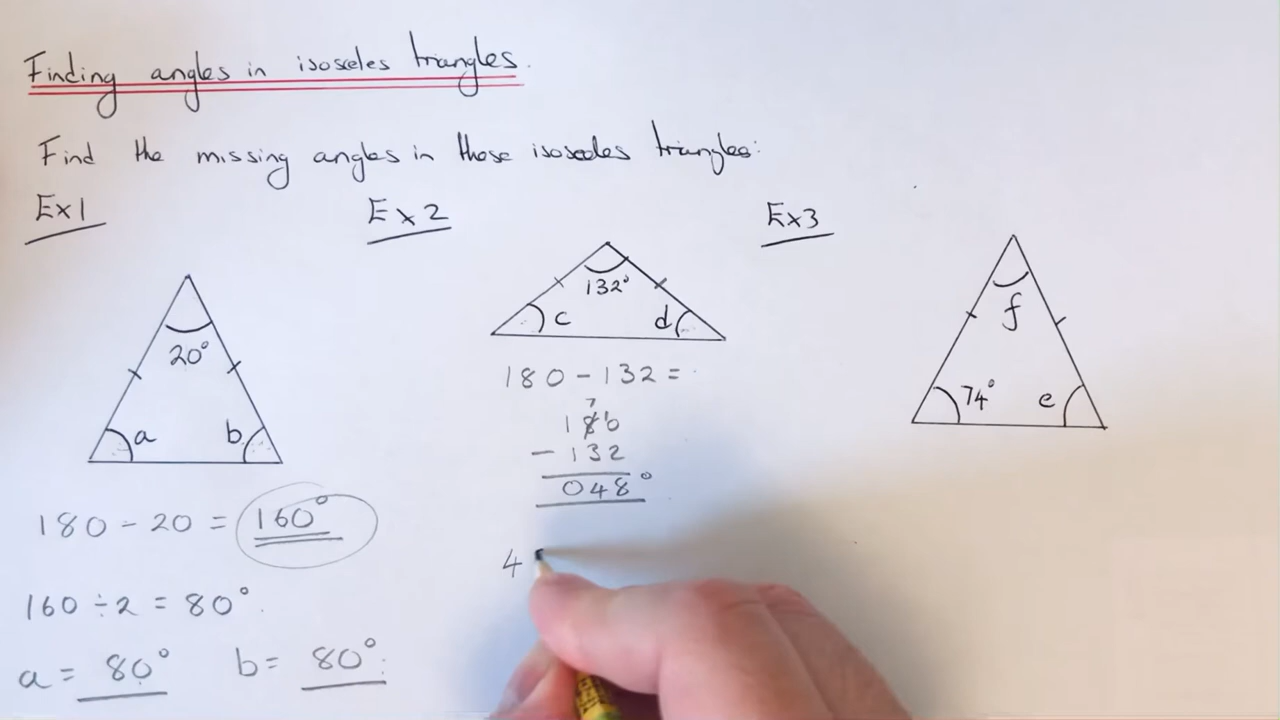 Finding angles in isosceles triangles.
Find the missing angles in these isosceles triangles:
Ex1
20°
a b
180 - 20 = 160°
160 ÷ 2 = 80°.
a = 80° b = 80°.
Ex2
132°
c d
180 - 132 =
7
186
- 132
048°
4
Ex3
f
74° e